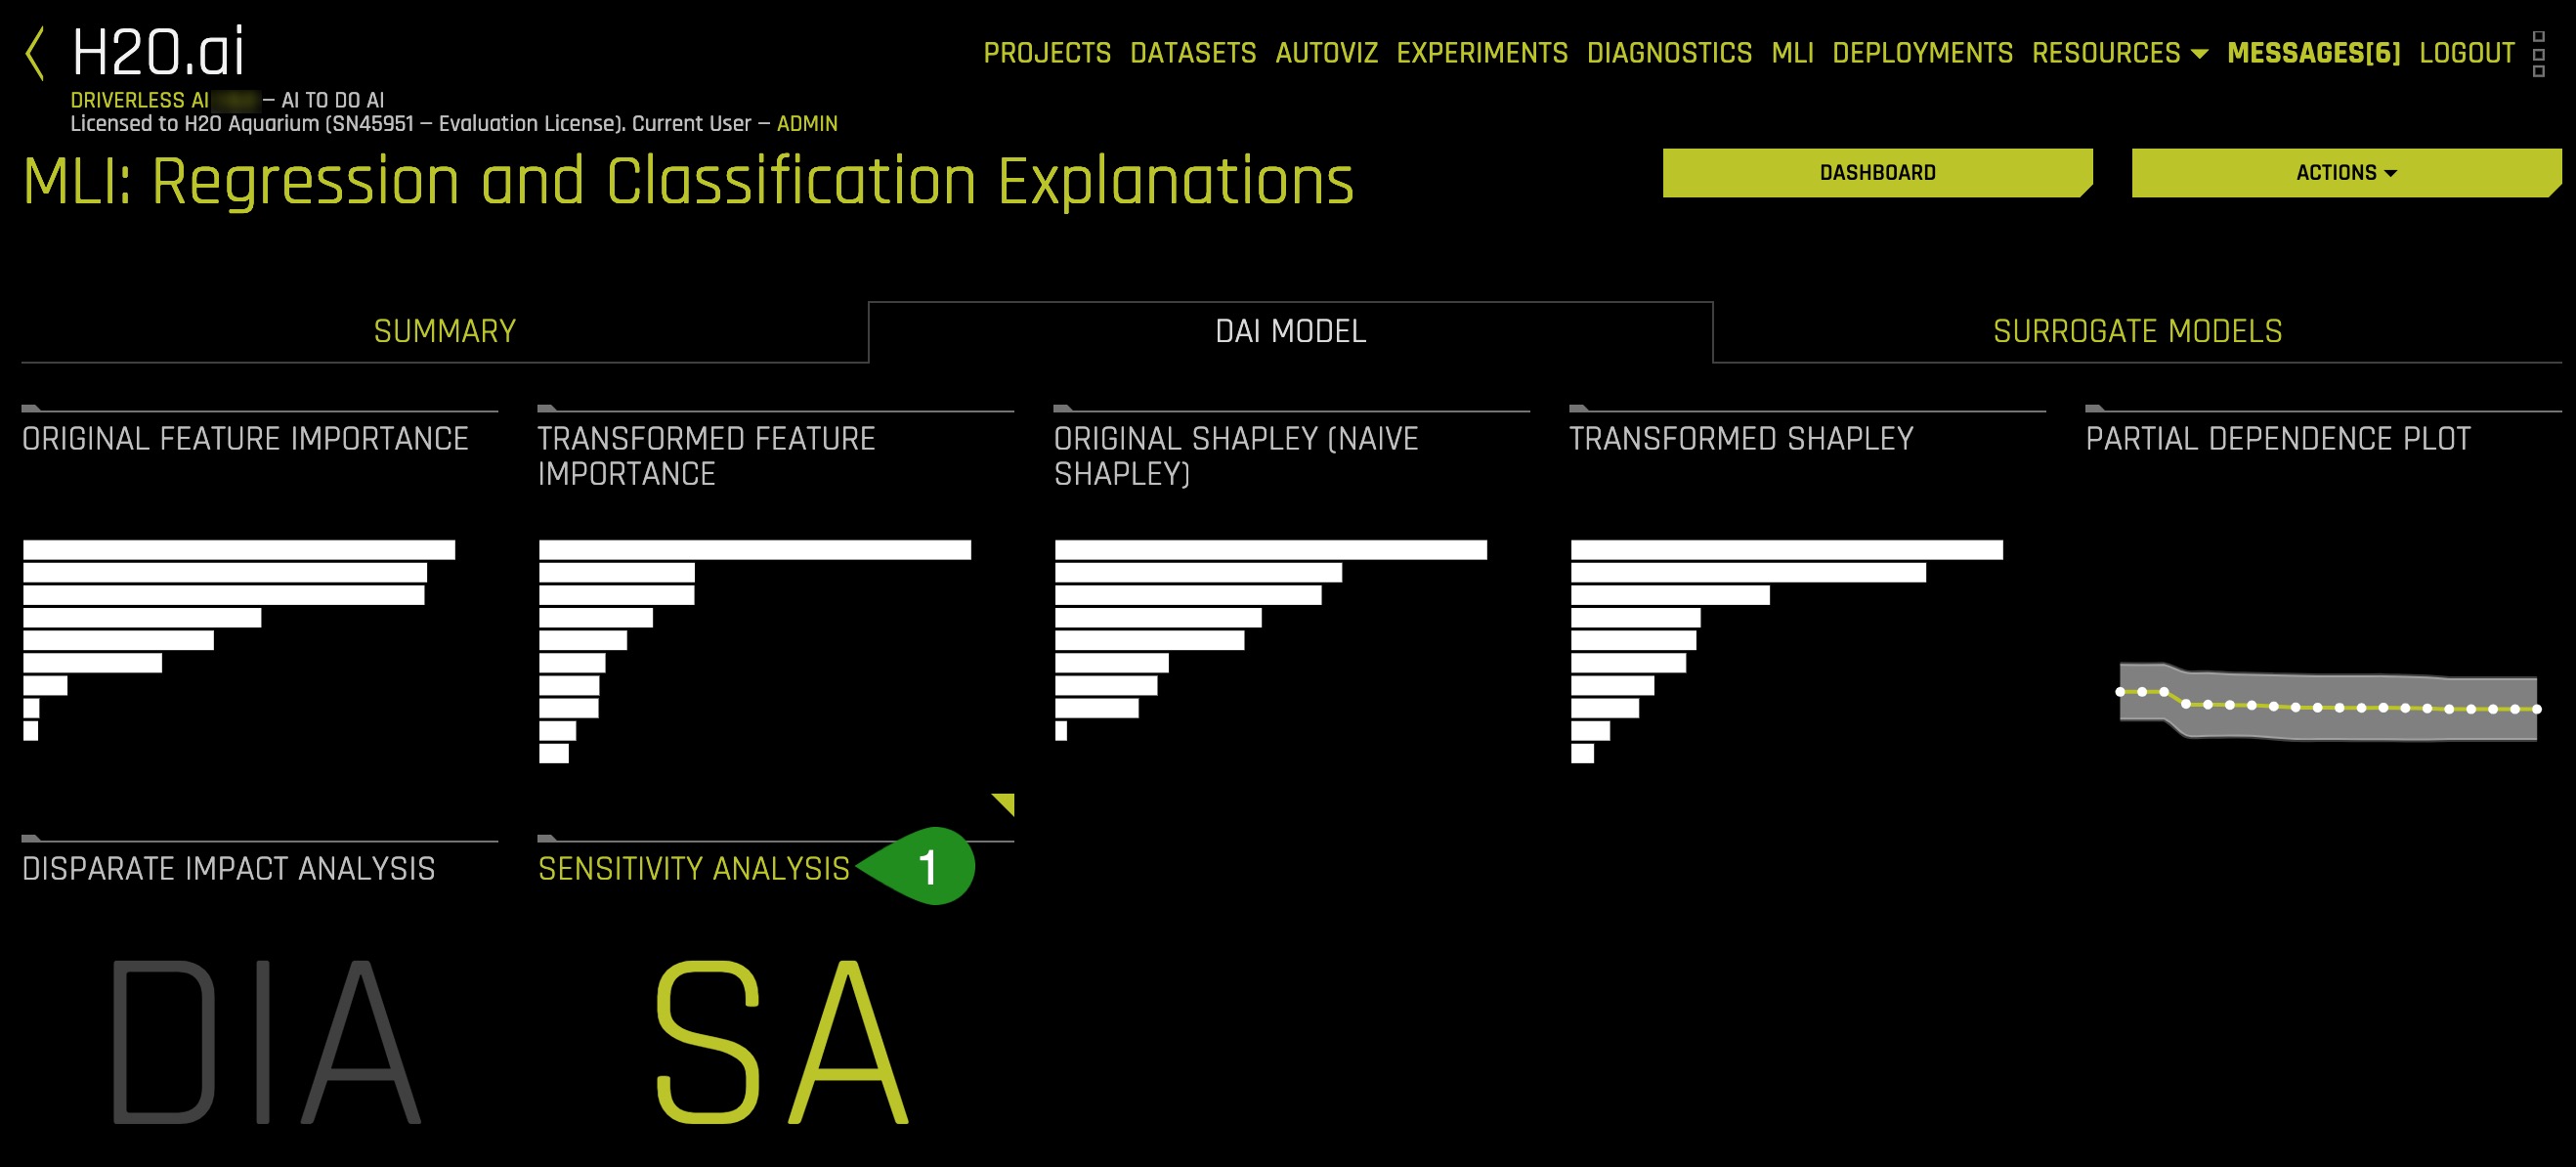 H2O.ai
PROJECTS DATASETS AUTOVIZ EXPERIMENTS DIAGNOSTICS MLI DEPLOYMENTS RESOURCES MESSAGES[6] LOGOUT
DRIVERLESS AI – AI TO DO AI
Licensed to H2O Aquarium (SN45951 – Evaluation License). Current User – ADMIN
MLI: Regression and Classification Explanations
DASHBOARD
ACTIONS
SUMMARY
DAI MODEL
SURROGATE MODELS
ORIGINAL FEATURE IMPORTANCE
TRANSFORMED FEATURE
IMPORTANCE
ORIGINAL SHAPLEY (NAIVE
SHAPLEY)
TRANSFORMED SHAPLEY
PARTIAL DEPENDENCE PLOT
DISPARATE IMPACT ANALYSIS
SENSITIVITY ANALYSIS
1
DIA
SA